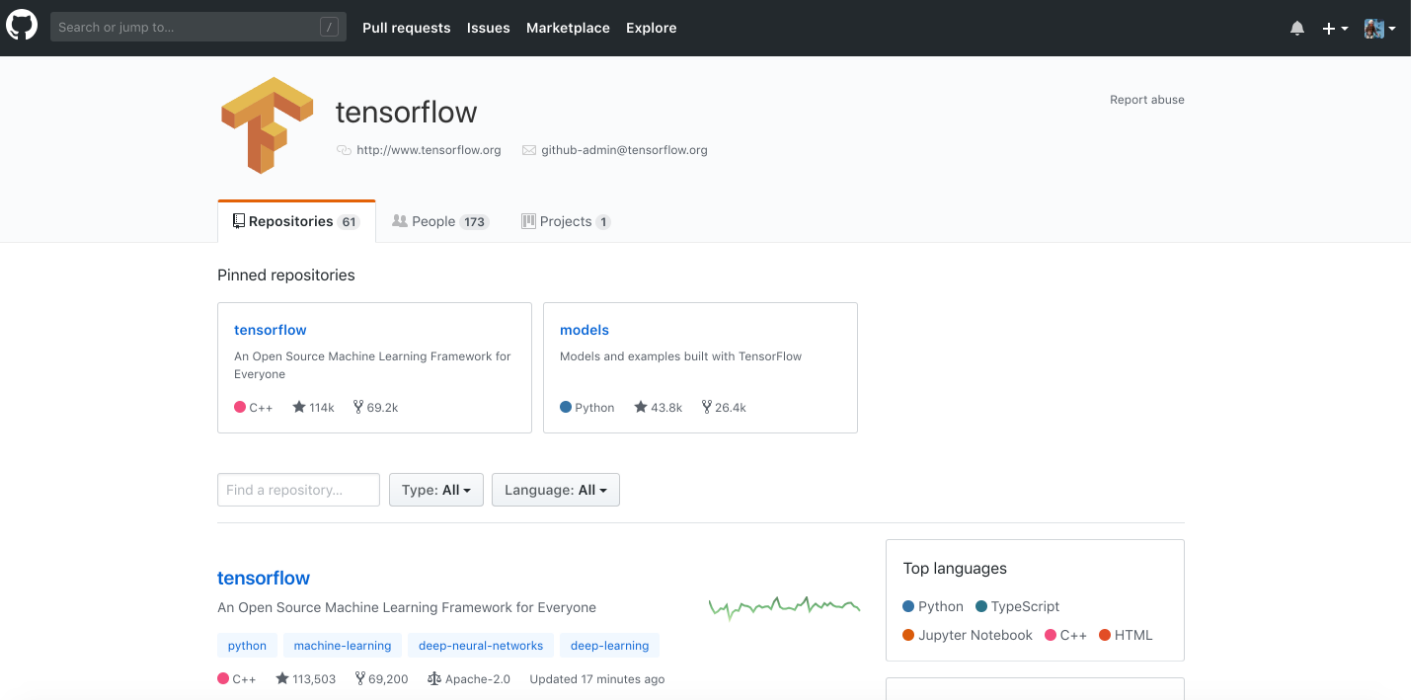 Search or jump to... / Pull requests Issues Marketplace Explore
tensorflow
Report abuse
http://www.tensorflow.org github-admin@tensorflow.org
Repositories 61 People 173 Projects 1
Pinned repositories
tensorflow
An Open Source Machine Learning Framework for
Everyone
C++ 114k 69.2k
models
Models and examples built with TensorFlow
Python 43.8k 26.4k
Find a repository... Type: All Language: All
tensorflow
An Open Source Machine Learning Framework for Everyone
python machine-learning deep-neural-networks deep-learning
C++ 113,503 69,200 Apache-2.0 Updated 17 minutes ago
Top languages
Python TypeScript
Jupyter Notebook C++ HTML